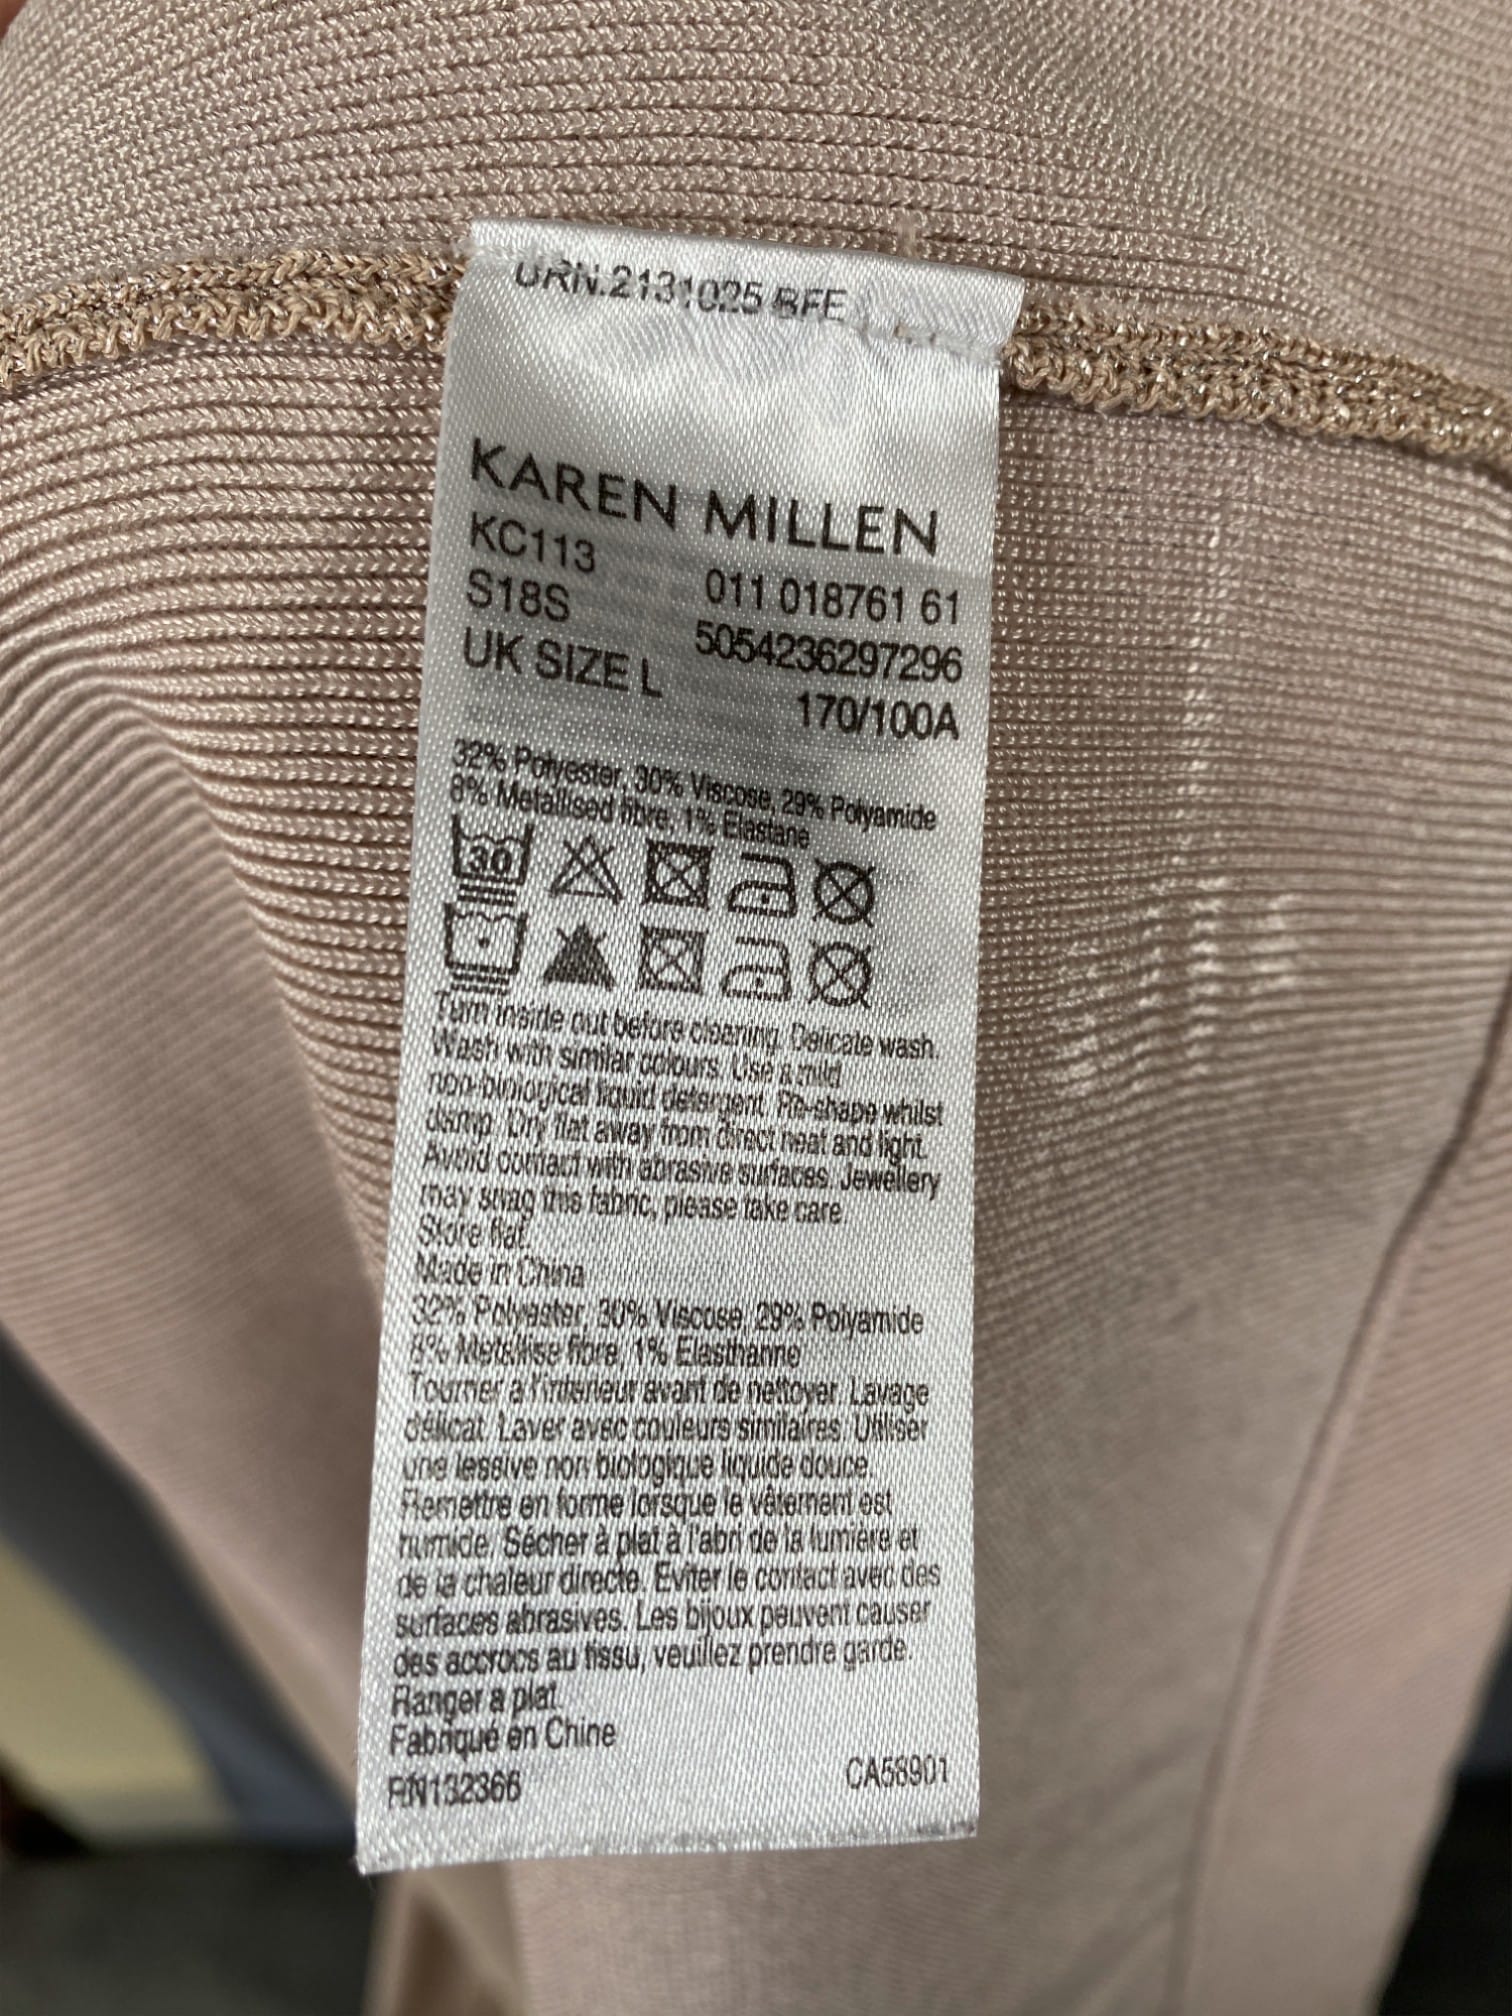 URN.2131025 BFE
KAREN MILLEN
KC113 011 018761 61
S18S 5054236297296
UK SIZE L 170/100A
32% Polyester, 30% Viscose, 29% Polyamide
8% Metallised fibre, 1% Elastane
30
Turn inside out before cleaning. Delicate wash.
Wash with similar colours. Use a mild
non-biological liquid detergent. Re-shape whilst
damp. Dry flat away from direct heat and light.
Avoid contact with abrasive surfaces. Jewellery
may snag this fabric, please take care.
Store flat.
Made in China
32% Polyester, 30% Viscose, 29% Polyamide
8% Metallise fibre, 1% Elasthanne
Tourner a l'interieur avant de nettoyer. Lavage
délicat. Laver avec couleurs similaires. Utiliser
une lessive non biologique liquide douce.
Remettre en forme lorsque le vêtement est
humide. Sécher à plat à l'abri de la lumière et
de la chaleur directe. Eviter le contact avec des
surfaces abrasives. Les bijoux peuvent causer
des accrocs au tissu, veuillez prendre garde.
Ranger a plat.
Fabriqué en Chine
RN132366 CA58901